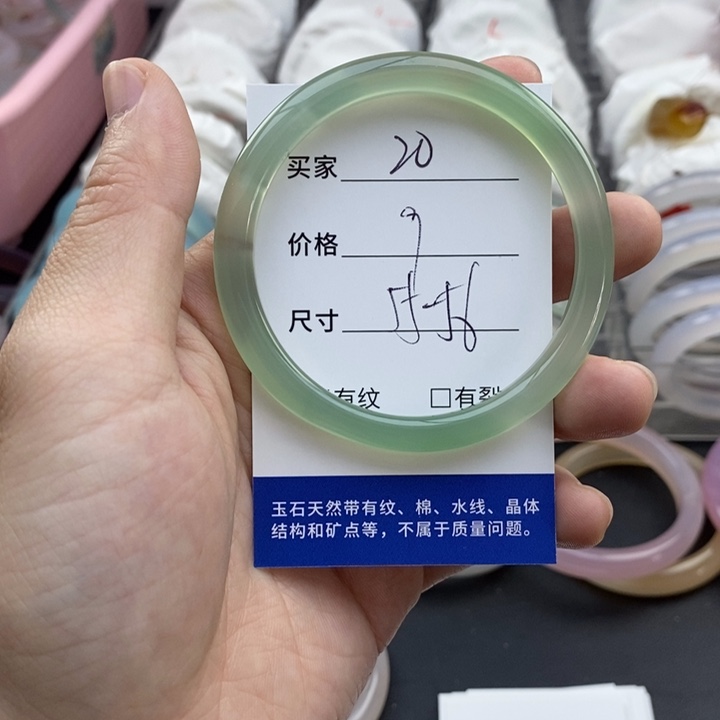 买家 20
价格 9
尺寸
有纹 □有裂
玉石天然带有纹、棉、水线、晶体
结构和矿点等，不属于质量问题。